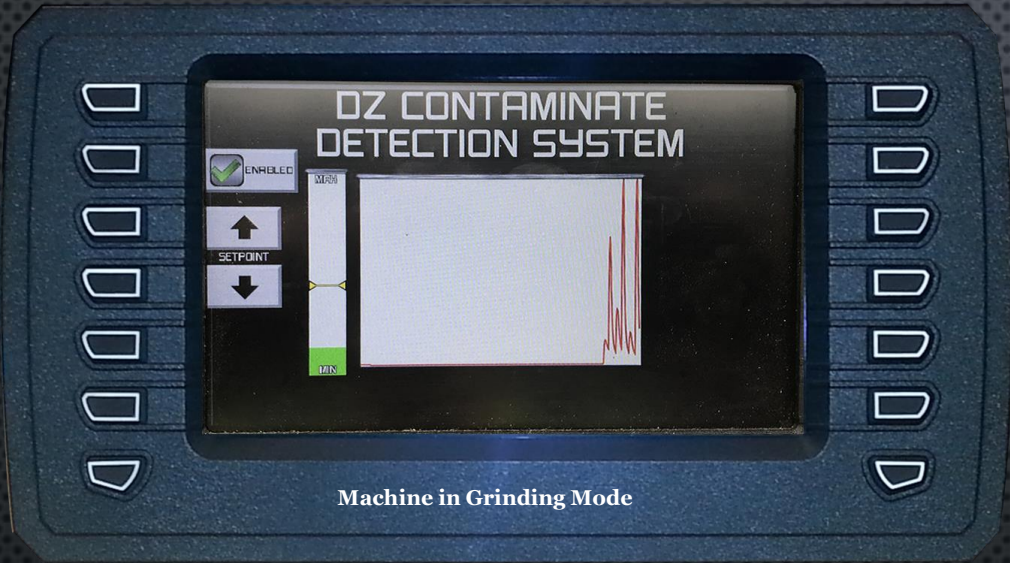 DZ CONTAMINATE
DETECTION SYSTEM
ENABLED
MAX
SETPOINT
MIN
Machine in Grinding Mode